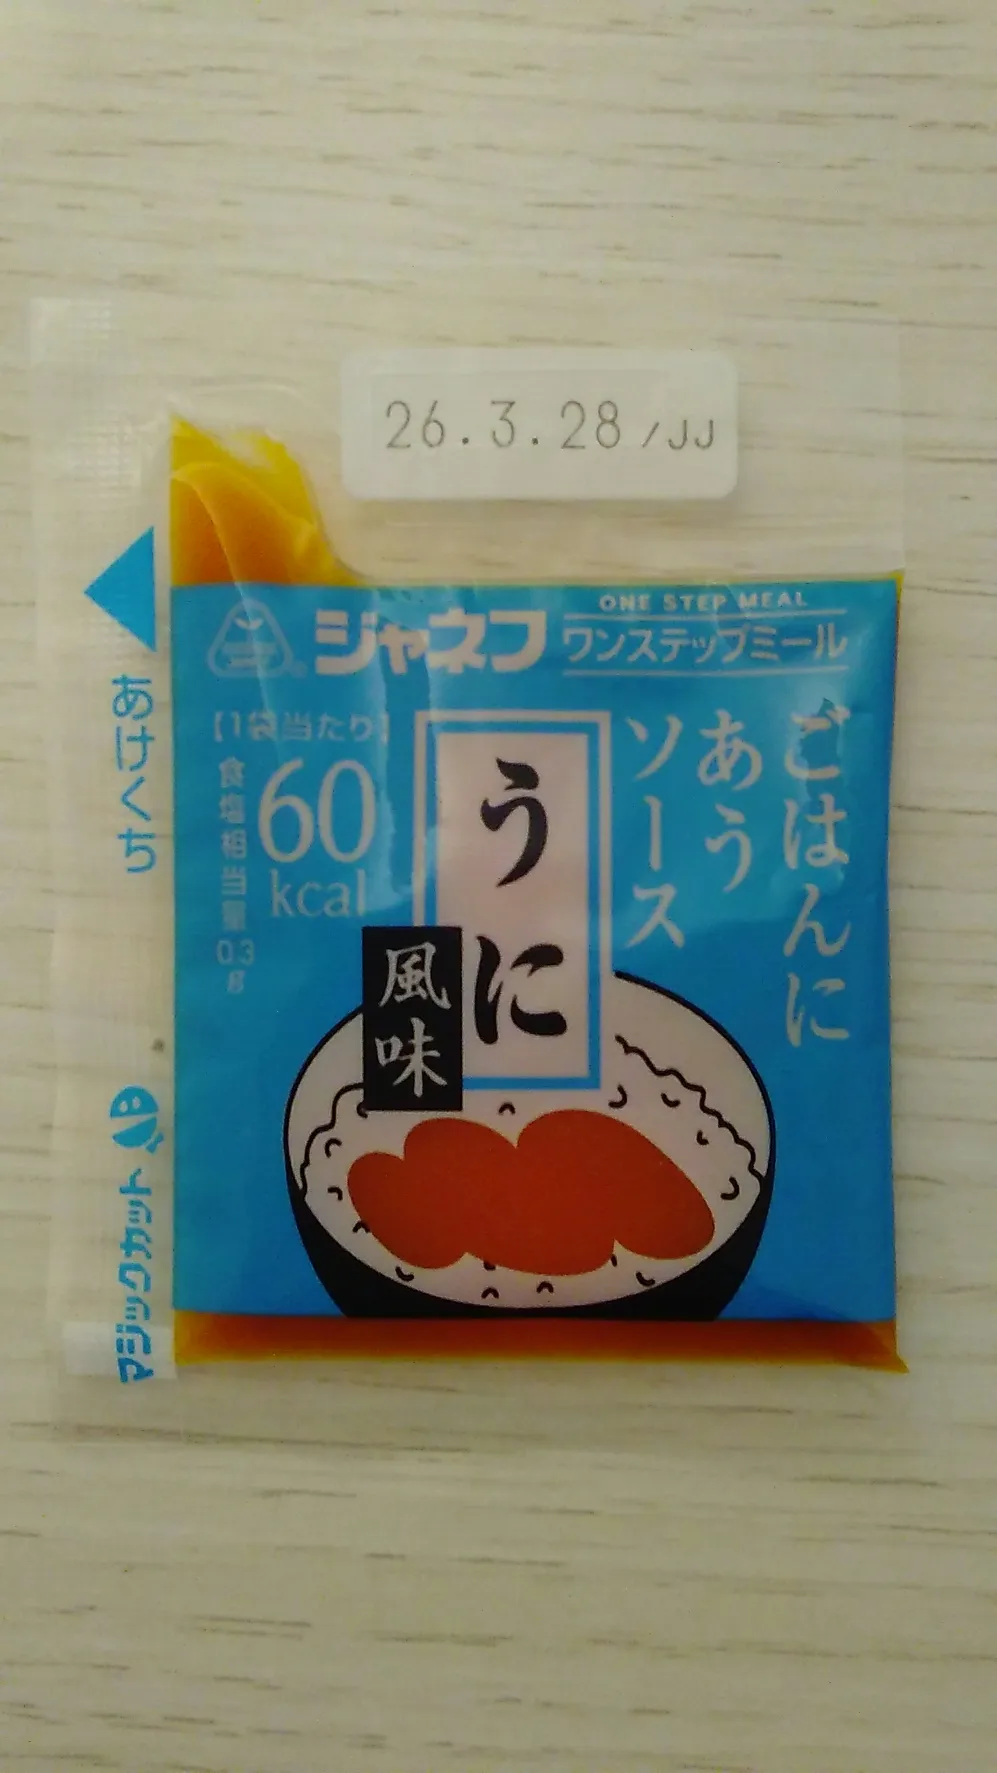 26.3.28/JJ
ジャネフ
ONE STEP MEAL
ワンステップミール
ごはんに
あう
ソース
うに
風味
【1袋当たり】
60
kcal
食塩相当量0.3g
あけくち
マジックカット